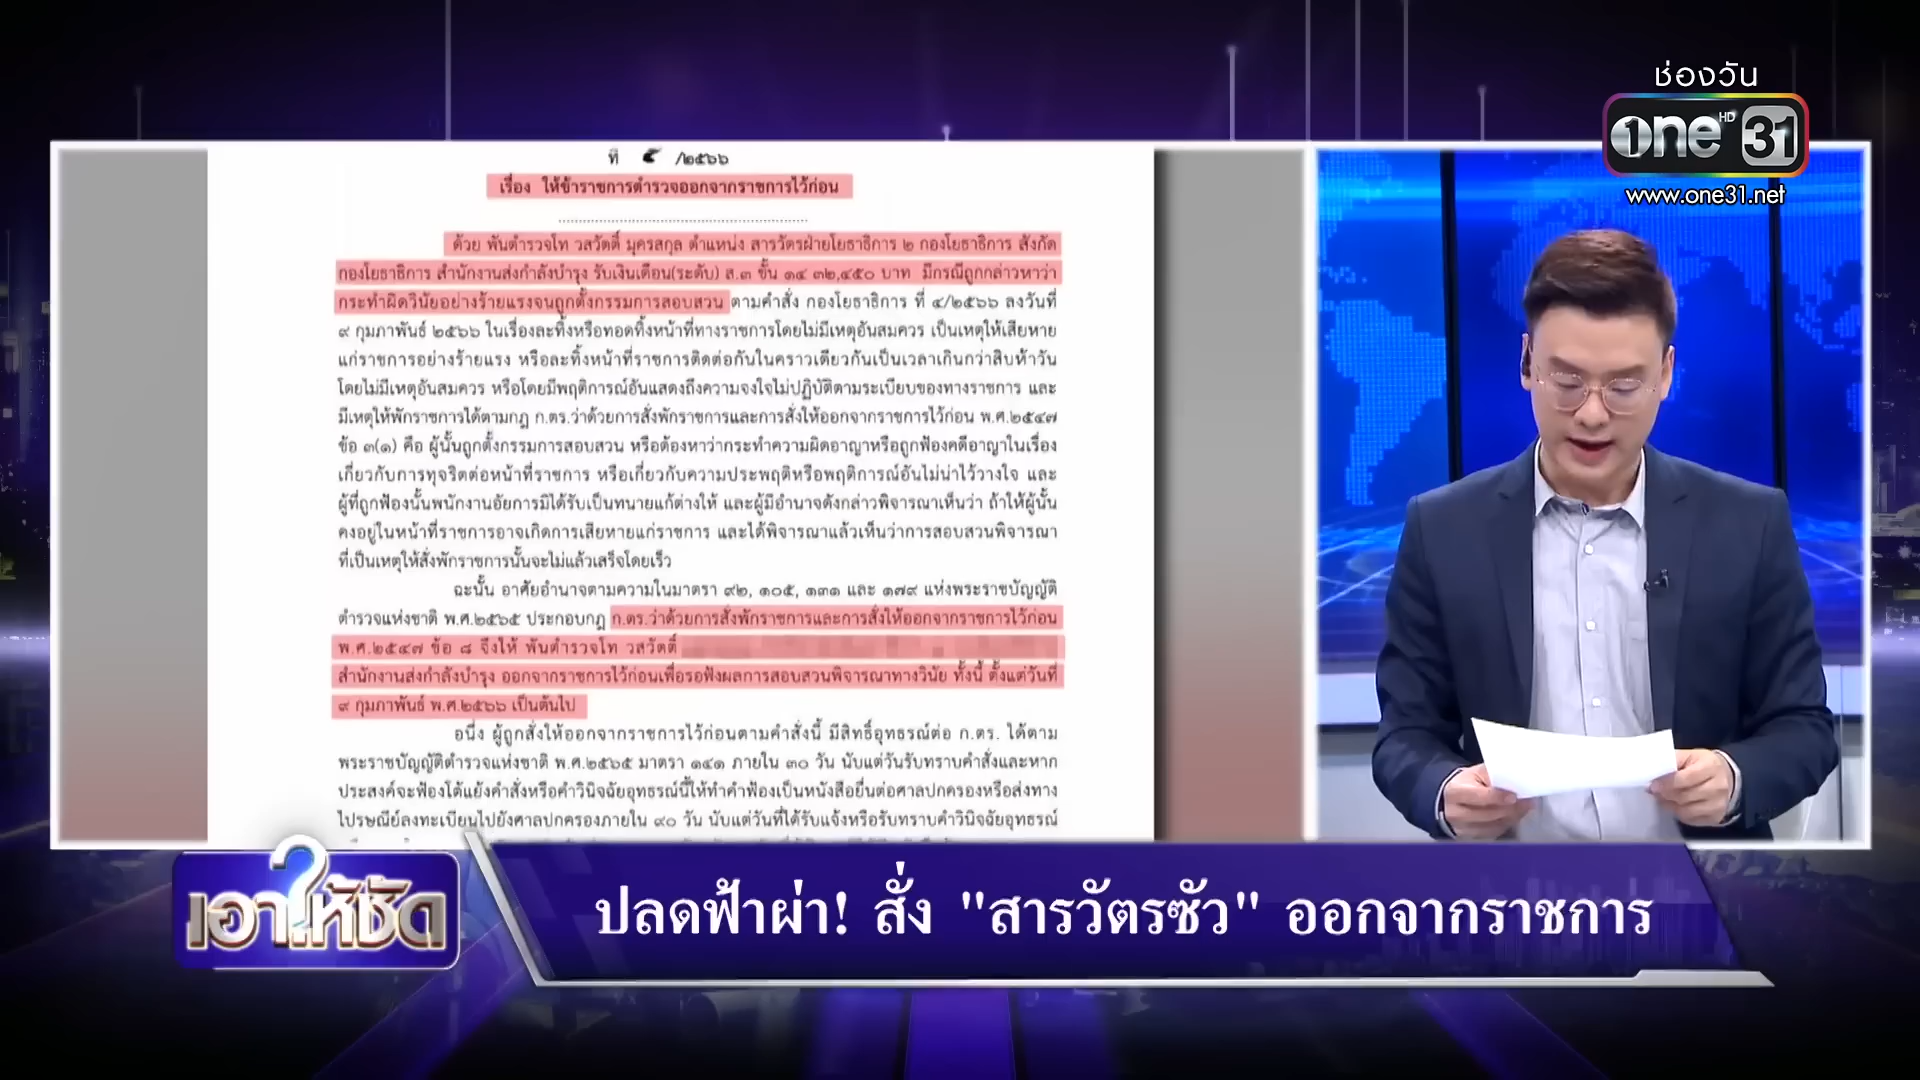 ช่องวัน
one HD 31
www.one31.net
ที่ ๕ /๒๕๖๖
เรื่อง ให้ข้าราชการตำรวจออกจากราชการไว้ก่อน
ด้วย พันตำรวจโท วสวัตติ์ มุครสกุล ตำแหน่ง สารวัตรฝ่ายโยธาธิการ ๒ กองโยธาธิการ สังกัด
กองโยธาธิการ สำนักงานส่งกำลังบำรุง รับเงินเดือน(ระดับ) ส.๓ ขั้น ๑๔ ๓๒,๔๕๐ บาท มีกรณีถูกกล่าวหาว่า
กระทำผิดวินัยอย่างร้ายแรงจนถูกตั้งกรรมการสอบสวน ตามคำสั่ง กองโยธาธิการ ที่ ๔/๒๕๖๖ ลงวันที่
๙ กุมภาพันธ์ ๒๕๖๖ ในเรื่องละทิ้งหรือทอดทิ้งหน้าที่ทางราชการโดยไม่มีเหตุอันสมควร เป็นเหตุให้เสียหาย
แก่ราชการอย่างร้ายแรง หรือละทิ้งหน้าที่ราชการติดต่อกันในคราวเดียวกันเป็นเวลาเกินกว่าสิบห้าวัน
โดยไม่มีเหตุอันสมควร หรือโดยมีพฤติการณ์อันแสดงถึงความจงใจไม่ปฏิบัติตามระเบียบของทางราชการ และ
มีเหตุให้พักราชการได้ตามกฎ ก.ตร.ว่าด้วยการสั่งพักราชการและการสั่งให้ออกจากราชการไว้ก่อน พ.ศ.๒๕๔๗
ข้อ ๓(๑) คือ ผู้นั้นถูกตั้งกรรมการสอบสวน หรือต้องหาว่ากระทำความผิดอาญาหรือถูกฟ้องคดีอาญาในเรื่อง
เกี่ยวกับการทุจริตต่อหน้าที่ราชการ หรือเกี่ยวกับความประพฤติหรือพฤติการณ์อันไม่น่าไว้วางใจ และ
ผู้ที่ถูกฟ้องนั้นพนักงานอัยการมิได้รับเป็นทนายแก้ต่างให้ และผู้มีอำนาจดังกล่าวพิจารณาเห็นว่า ถ้าให้ผู้นั้น
คงอยู่ในหน้าที่ราชการอาจเกิดการเสียหายแก่ราชการ และได้พิจารณาแล้วเห็นว่าการสอบสวนพิจารณา
ที่เป็นเหตุให้สั่งพักราชการนั้นจะไม่แล้วเสร็จโดยเร็ว
ฉะนั้น อาศัยอำนาจตามความในมาตรา ๙๒, ๑๐๕, ๑๓๑ และ ๑๗๙ แห่งพระราชบัญญัติ
ตำรวจแห่งชาติ พ.ศ.๒๕๖๕ ประกอบกฎ ก.ตร.ว่าด้วยการสั่งพักราชการและการสั่งให้ออกจากราชการไว้ก่อน
พ.ศ.๒๕๔๗ ข้อ ๘ จึงให้ พันตำรวจโท วสวัตติ์
สำนักงานส่งกำลังบำรุง ออกจากราชการไว้ก่อนเพื่อรอฟังผลการสอบสวนพิจารณาทางวินัย ทั้งนี้ ตั้งแต่วันที่
๙ กุมภาพันธ์ พ.ศ.๒๕๖๖ เป็นต้นไป
อนึ่ง ผู้ถูกสั่งให้ออกจากราชการไว้ก่อนตามคำสั่งนี้ มีสิทธิ์อุทธรณ์ต่อ ก.ตร. ได้ตาม
พระราชบัญญัติตำรวจแห่งชาติ พ.ศ.๒๕๖๕ มาตรา ๑๔๑ ภายใน ๓๐ วัน นับแต่วันรับทราบคำสั่งและหาก
ประสงค์จะฟ้องโต้แย้งคำสั่งหรือคำวินิจฉัยอุทธรณ์นี้ให้ทำคำฟ้องเป็นหนังสือยื่นต่อศาลปกครองหรือส่งทาง
ไปรษณีย์ลงทะเบียนไปยังศาลปกครองภายใน ๙๐ วัน นับแต่วันที่ได้รับแจ้งหรือรับทราบคำวินิจฉัยอุทธรณ์
เอาให้ชัด
ปลดฟ้าผ่า! สั่ง "สารวัตรซัว" ออกจากราชการ